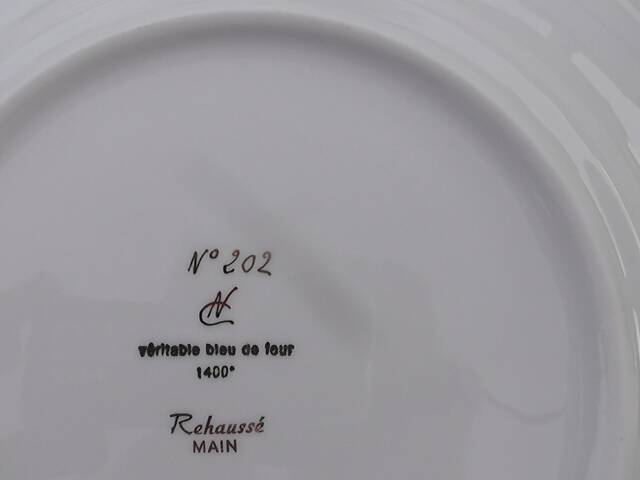 N° 202
véritable bleu de four
1400°
Rehaussé
MAIN